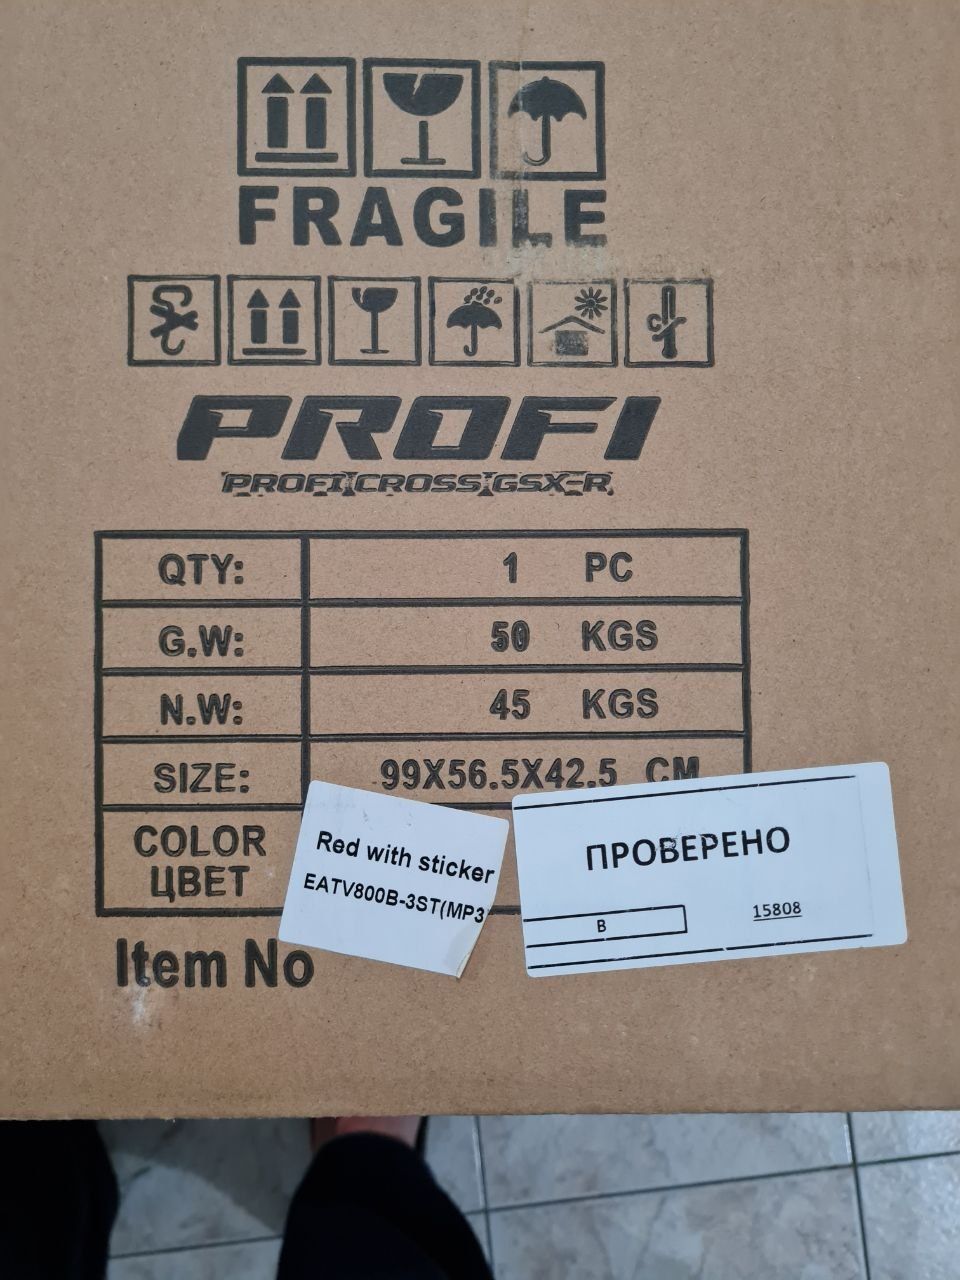 FRAGILE
PROFI
PROFI CROSS GSX-R
QTY: 1 PC
G.W: 50 KGS
N.W: 45 KGS
SIZE: 99X56.5X42.5 CM
COLOR
ЦВЕТ
Red with sticker
EATV800B-3ST(MP3
ПРОВЕРЕНО
В 15808
Item No